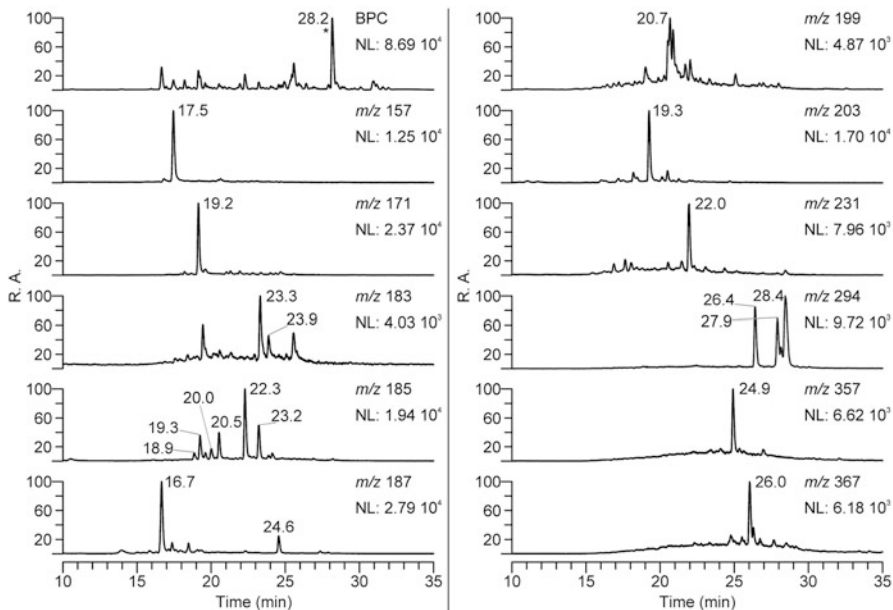 R. A.
100
60
20
28.2
*
BPC
NL: 8.69 10⁴
100
60
20
17.5
m/z 157
NL: 1.25 10⁴
100
60
20
19.2
m/z 171
NL: 2.37 10⁴
100
60
20
23.3
23.9
m/z 183
NL: 4.03 10³
100
60
20
18.9
19.3
20.0
20.5
22.3
23.2
m/z 185
NL: 1.94 10⁴
100
60
20
16.7
24.6
m/z 187
NL: 2.79 10⁴
10 15 20 25 30 35
Time (min)
R. A.
100
60
20
20.7
m/z 199
NL: 4.87 10³
100
60
20
19.3
m/z 203
NL: 1.70 10⁴
100
60
20
22.0
m/z 231
NL: 7.96 10³
100
60
20
26.4
27.9
28.4
m/z 294
NL: 9.72 10³
100
60
20
24.9
m/z 357
NL: 6.62 10³
100
60
20
26.0
m/z 367
NL: 6.18 10³
10 15 20 25 30 35
Time (min)